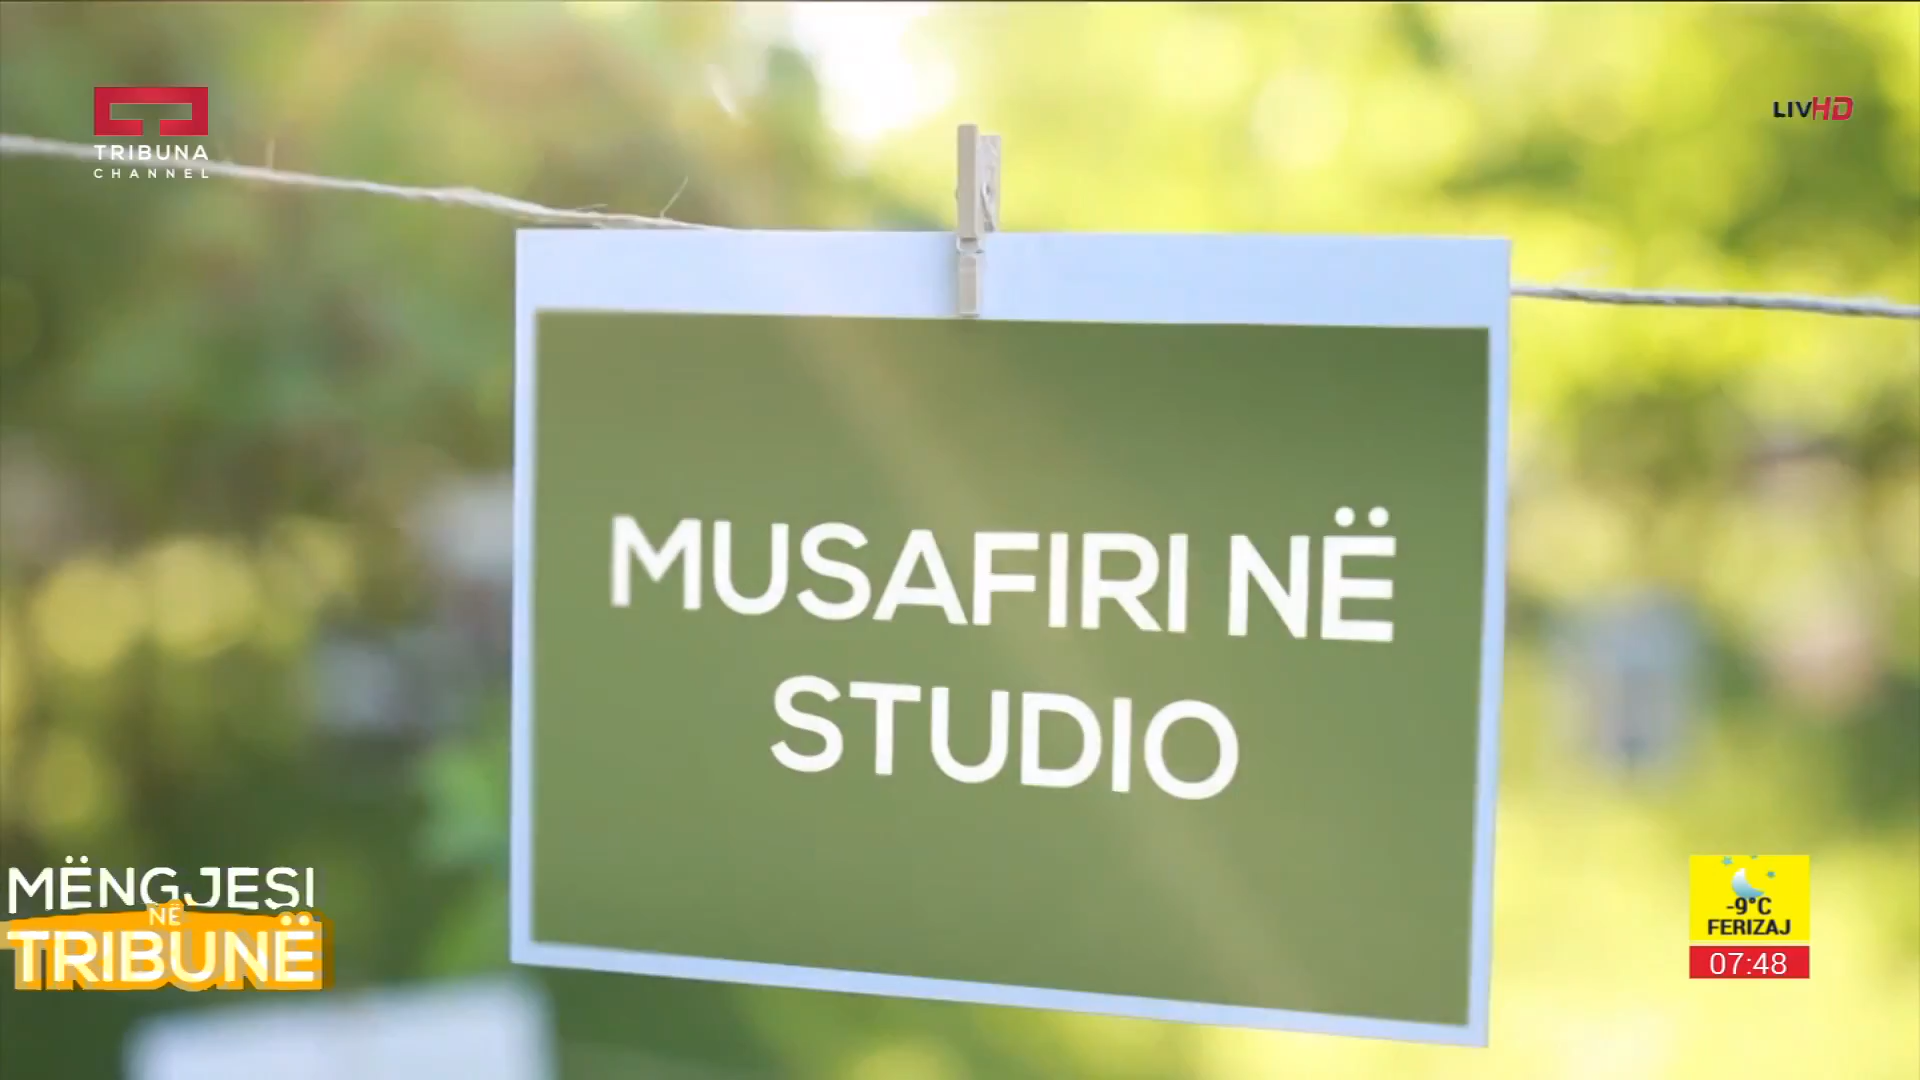 TRIBUNA
CHANNEL
LIVHD
MUSAFIRI NË
STUDIO
MËNGJESI
NË
TRIBUNË
-9°C
FERIZAJ
07:48